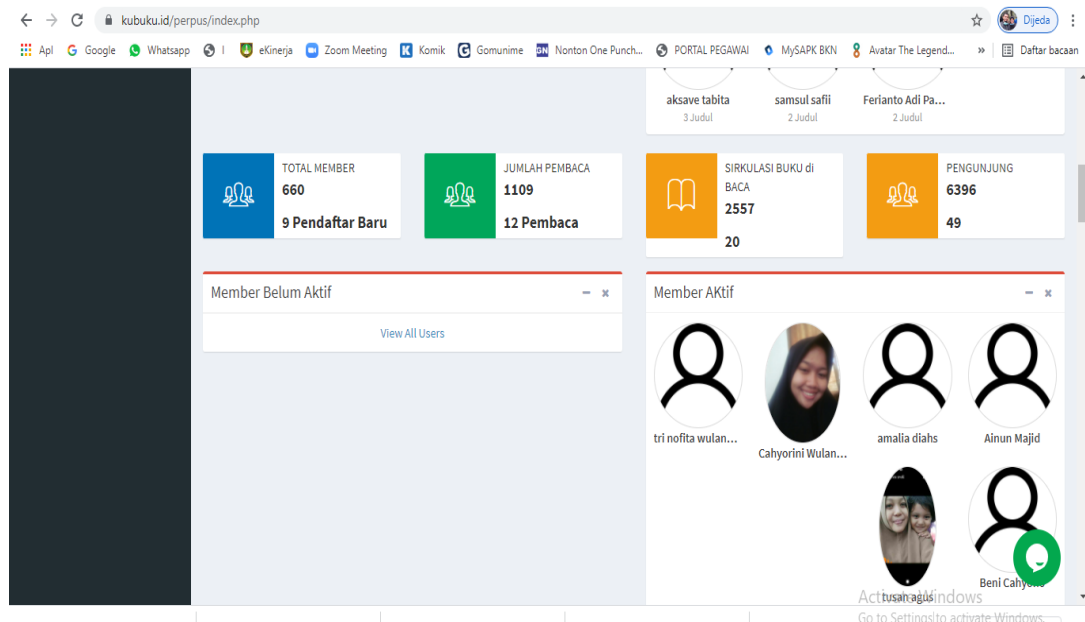 kubuku.id/perpus/index.php
Dijeda
Apl Google Whatsapp I eKinerja Zoom Meeting Komik Gomunime Nonton One Punch... PORTAL PEGAWAI MySAPK BKN Avatar The Legend... » Daftar bacaan
aksave tabita samsul safii Ferianto Adi Pa...
3 Judul 2 Judul 2 Judul
TOTAL MEMBER
660
9 Pendaftar Baru
JUMLAH PEMBACA
1109
12 Pembaca
SIRKULASI BUKU di
BACA
2557
20
PENGUNJUNG
6396
49
Member Belum Aktif
View All Users
Member AKtif
tri nofita wulan... Cahyorini Wulan... amalia diahs Ainun Majid
tusan agus Beni Cahyo
Activate Windows
Go to Settings to activate Windows.